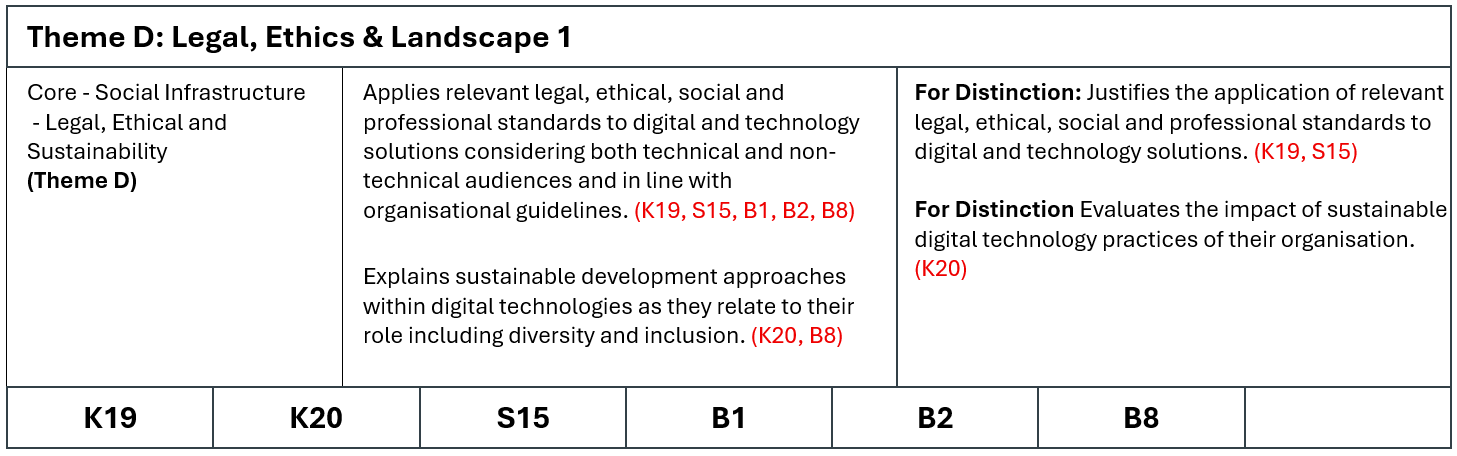 Theme D: Legal, Ethics & Landscape 1
Core - Social Infrastructure
- Legal, Ethical and
Sustainability
(Theme D)
Applies relevant legal, ethical, social and
professional standards to digital and technology
solutions considering both technical and non-
technical audiences and in line with
organisational guidelines. (K19, S15, B1, B2, B8)
Explains sustainable development approaches
within digital technologies as they relate to their
role including diversity and inclusion. (K20, B8)
For Distinction: Justifies the application of relevant
legal, ethical, social and professional standards to
digital and technology solutions. (K19, S15)
For Distinction Evaluates the impact of sustainable
digital technology practices of their organisation.
(K20)
K19 K20 S15 B1 B2 B8